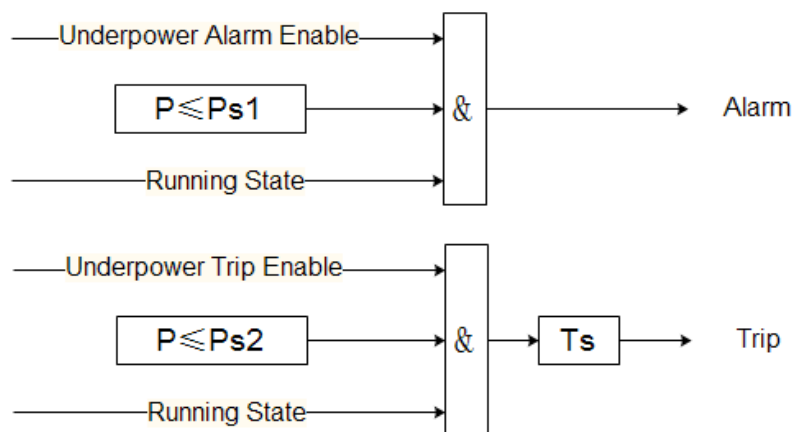 Underpower Alarm Enable
P≤Ps1
&
Alarm
Running State
Underpower Trip Enable
P≤Ps2
&
Ts
Trip
Running State